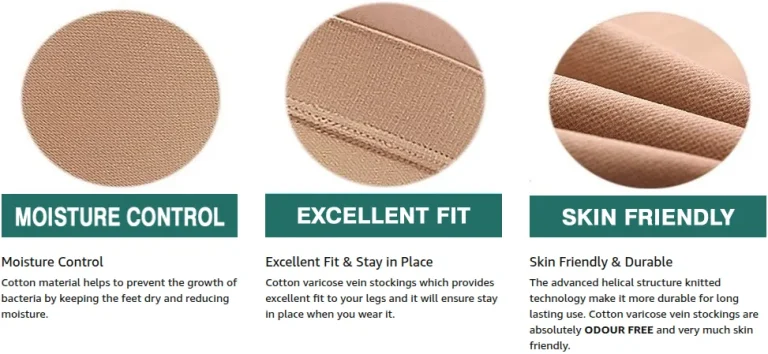 MOISTURE CONTROL
Moisture Control
Cotton material helps to prevent the growth of
bacteria by keeping the feet dry and reducing
moisture.
EXCELLENT FIT
Excellent Fit & Stay in Place
Cotton varicose vein stockings which provides
excellent fit to your legs and it will ensure stay
in place when you wear it.
SKIN FRIENDLY
Skin Friendly & Durable
The advanced helical structure knitted
technology make it more durable for long
lasting use. Cotton varicose vein stockings are
absolutely ODOUR FREE and very much skin
friendly.